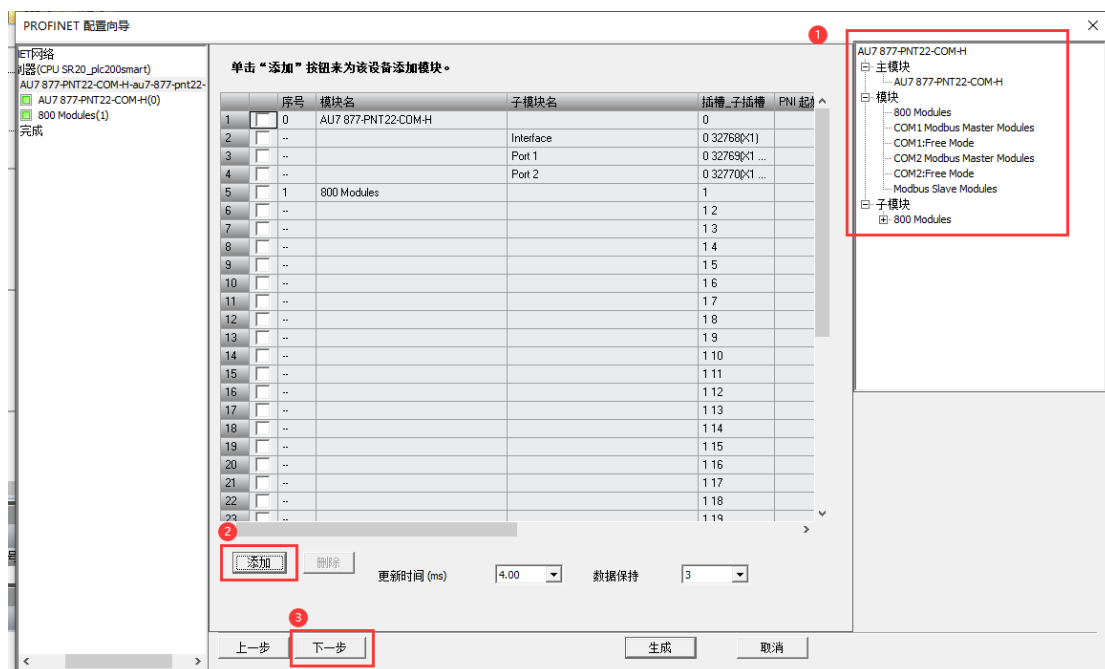 PROFINET 配置向导
1
ET网络
制器(CPU SR20_plc200smart)
AU7 877-PNT22-COM-H-au7-877-pnt22-
AU7 877-PNT22-COM-H(0)
800 Modules(1)
完成
单击“添加”按钮来为该设备添加模块。
序号 模块名 子模块名 插槽_子插槽 PNI 起
1 0 AU7 877-PNT22-COM-H 0
2 -- Interface 0 32768(X1)
3 -- Port 1 0 32769(X1 ...
4 -- Port 2 0 32770(X1 ...
5 1 800 Modules 1
6 -- 1 2
7 -- 1 3
8 -- 1 4
9 -- 1 5
10 -- 1 6
11 -- 1 7
12 -- 1 8
13 -- 1 9
14 -- 1 10
15 -- 1 11
16 -- 1 12
17 -- 1 13
18 -- 1 14
19 -- 1 15
20 -- 1 16
21 -- 1 17
22 -- 1 18
23 -- 1 19
2
添加 删除 更新时间 (ms) 4.00 数据保持 3
3
上一步 下一步 生成 取消
AU7 877-PNT22-COM-H
主模块
AU7 877-PNT22-COM-H
模块
800 Modules
COM1 Modbus Master Modules
COM1:Free Mode
COM2 Modbus Master Modules
COM2:Free Mode
Modbus Slave Modules
子模块
800 Modules